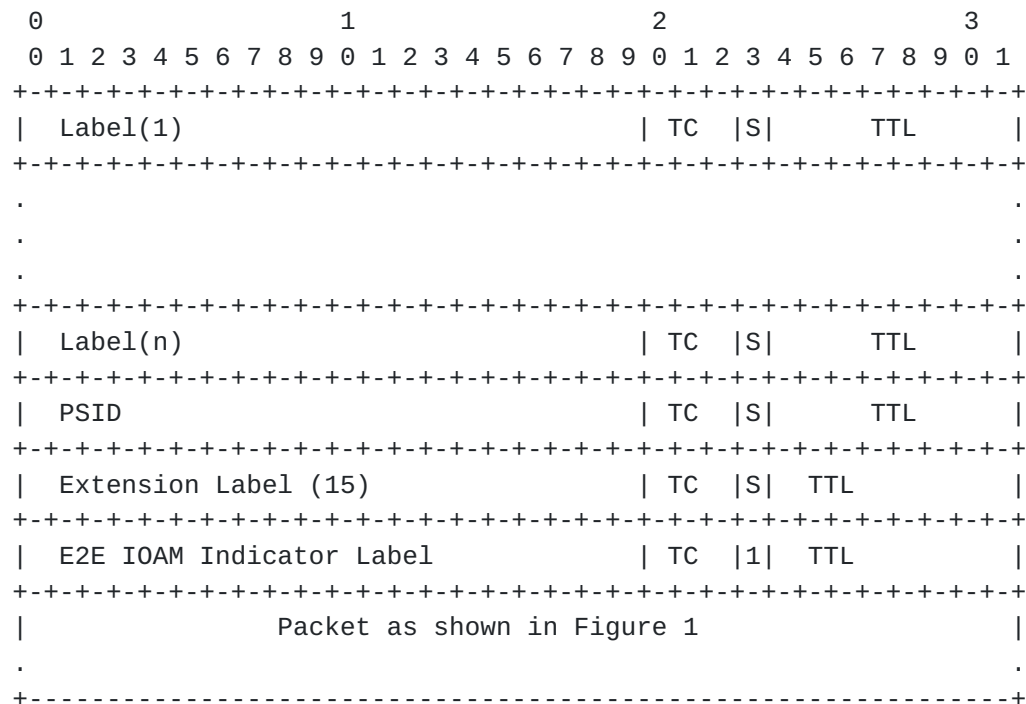 0                   1                   2                   3
 0 1 2 3 4 5 6 7 8 9 0 1 2 3 4 5 6 7 8 9 0 1 2 3 4 5 6 7 8 9 0 1
+-+-+-+-+-+-+-+-+-+-+-+-+-+-+-+-+-+-+-+-+-+-+-+-+-+-+-+-+-+-+-+-+
|  Label(1)                             | TC  |S|      TTL      |
+-+-+-+-+-+-+-+-+-+-+-+-+-+-+-+-+-+-+-+-+-+-+-+-+-+-+-+-+-+-+-+-+
.                                                               .
.                                                               .
.                                                               .
+-+-+-+-+-+-+-+-+-+-+-+-+-+-+-+-+-+-+-+-+-+-+-+-+-+-+-+-+-+-+-+-+
|  Label(n)                             | TC  |S|      TTL      |
+-+-+-+-+-+-+-+-+-+-+-+-+-+-+-+-+-+-+-+-+-+-+-+-+-+-+-+-+-+-+-+-+
|  PSID                                 | TC  |S|      TTL      |
+-+-+-+-+-+-+-+-+-+-+-+-+-+-+-+-+-+-+-+-+-+-+-+-+-+-+-+-+-+-+-+-+
|  Extension Label (15)                 | TC  |S|  TTL          |
+-+-+-+-+-+-+-+-+-+-+-+-+-+-+-+-+-+-+-+-+-+-+-+-+-+-+-+-+-+-+-+-+
|  E2E IOAM Indicator Label             | TC  |1|  TTL          |
+-+-+-+-+-+-+-+-+-+-+-+-+-+-+-+-+-+-+-+-+-+-+-+-+-+-+-+-+-+-+-+-+
|                Packet as shown in Figure 1                    |
.                                                               .
+---------------------------------------------------------------+